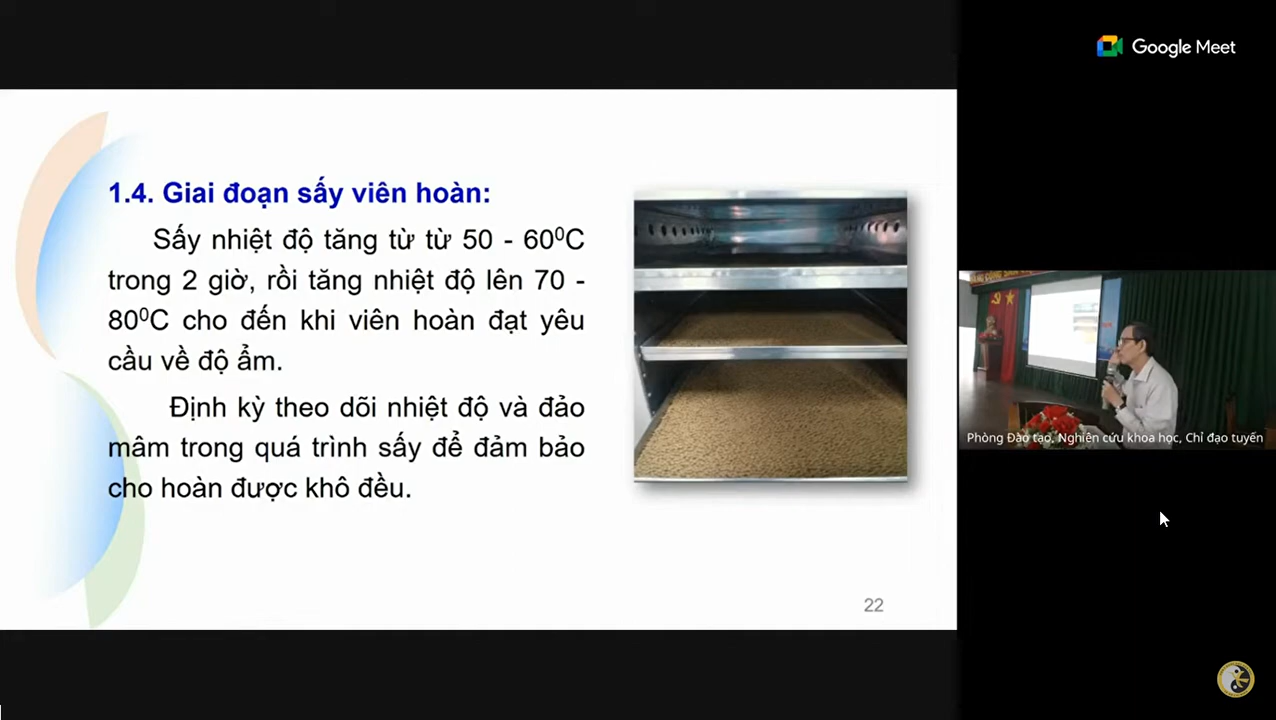 Google Meet
1.4. Giai đoạn sấy viên hoàn:
Sấy nhiệt độ tăng từ từ 50 - 60⁰C
trong 2 giờ, rồi tăng nhiệt độ lên 70 -
80⁰C cho đến khi viên hoàn đạt yêu
cầu về độ ẩm.
Định kỳ theo dõi nhiệt độ và đảo
mâm trong quá trình sấy để đảm bảo
cho hoàn được khô đều.
22
Phòng Đào tạo, Nghiên cứu khoa học, Chỉ đạo tuyến